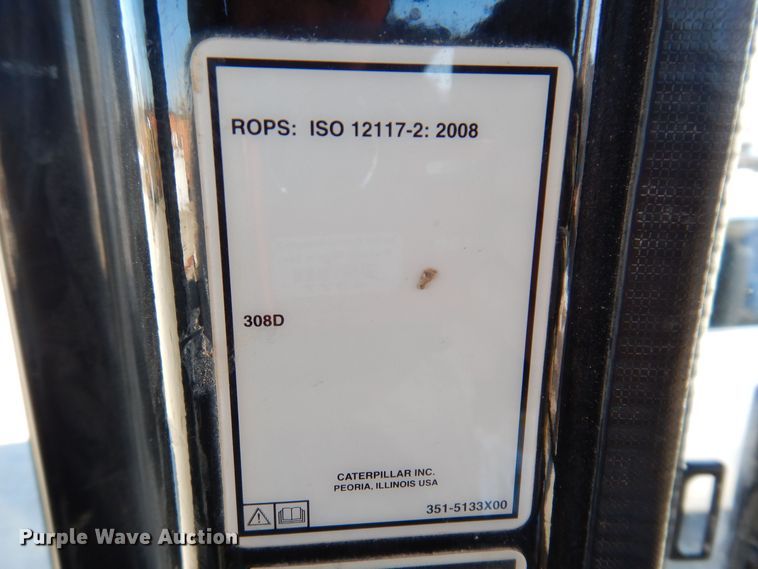 ROPS: ISO 12117-2: 2008
308D
CATERPILLAR INC.
PEORIA, ILLINOIS USA
351-5133X00
Purple Wave Auction